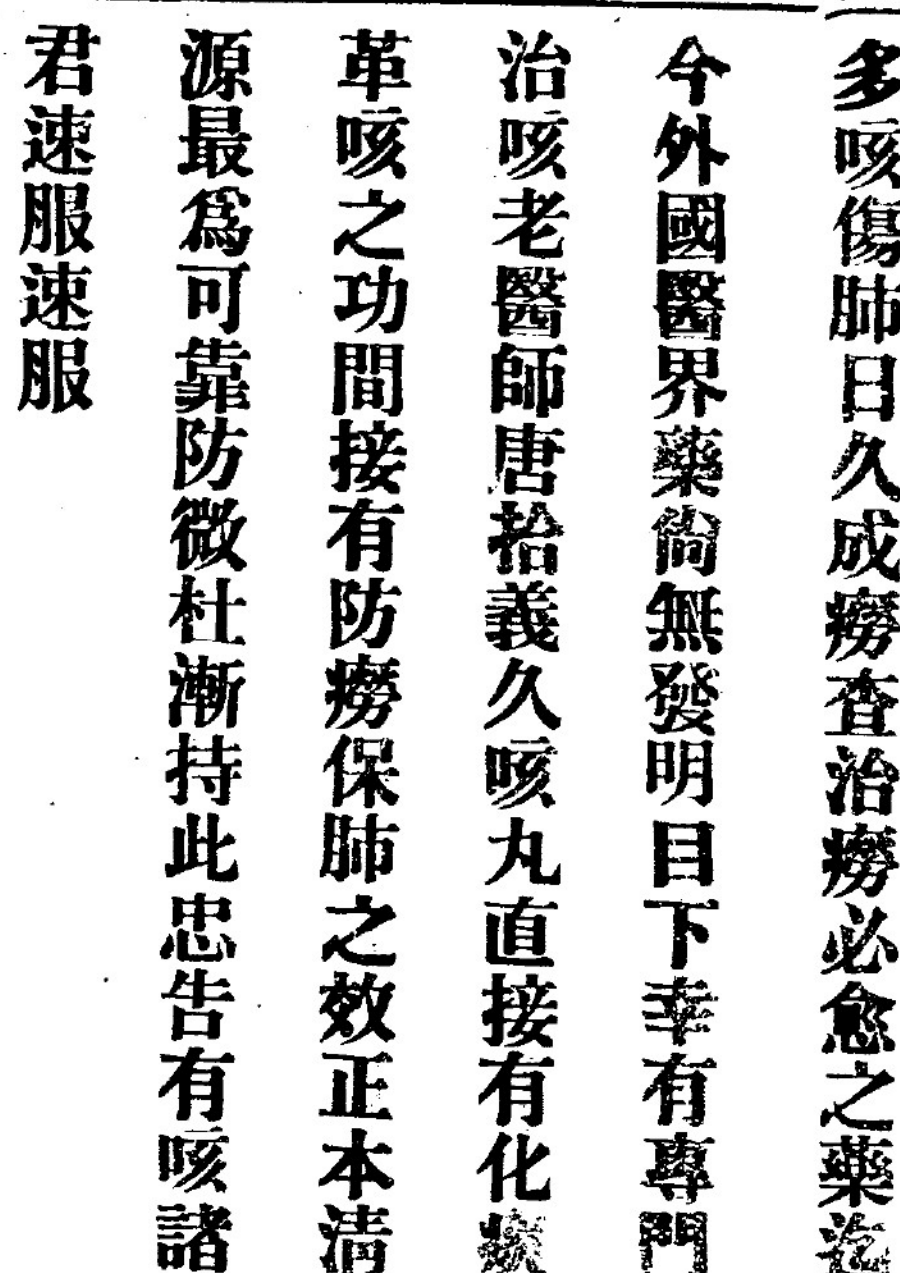 多咳傷肺日久成癆查治癆必愈之藥
今外國醫界藥尚無發明目下幸有專門
治咳老醫師唐拾義久咳丸直接有化痰
革咳之功間接有防癆保肺之效正本清
源最爲可靠防微杜漸持此忠告有咳諸
君速服速服